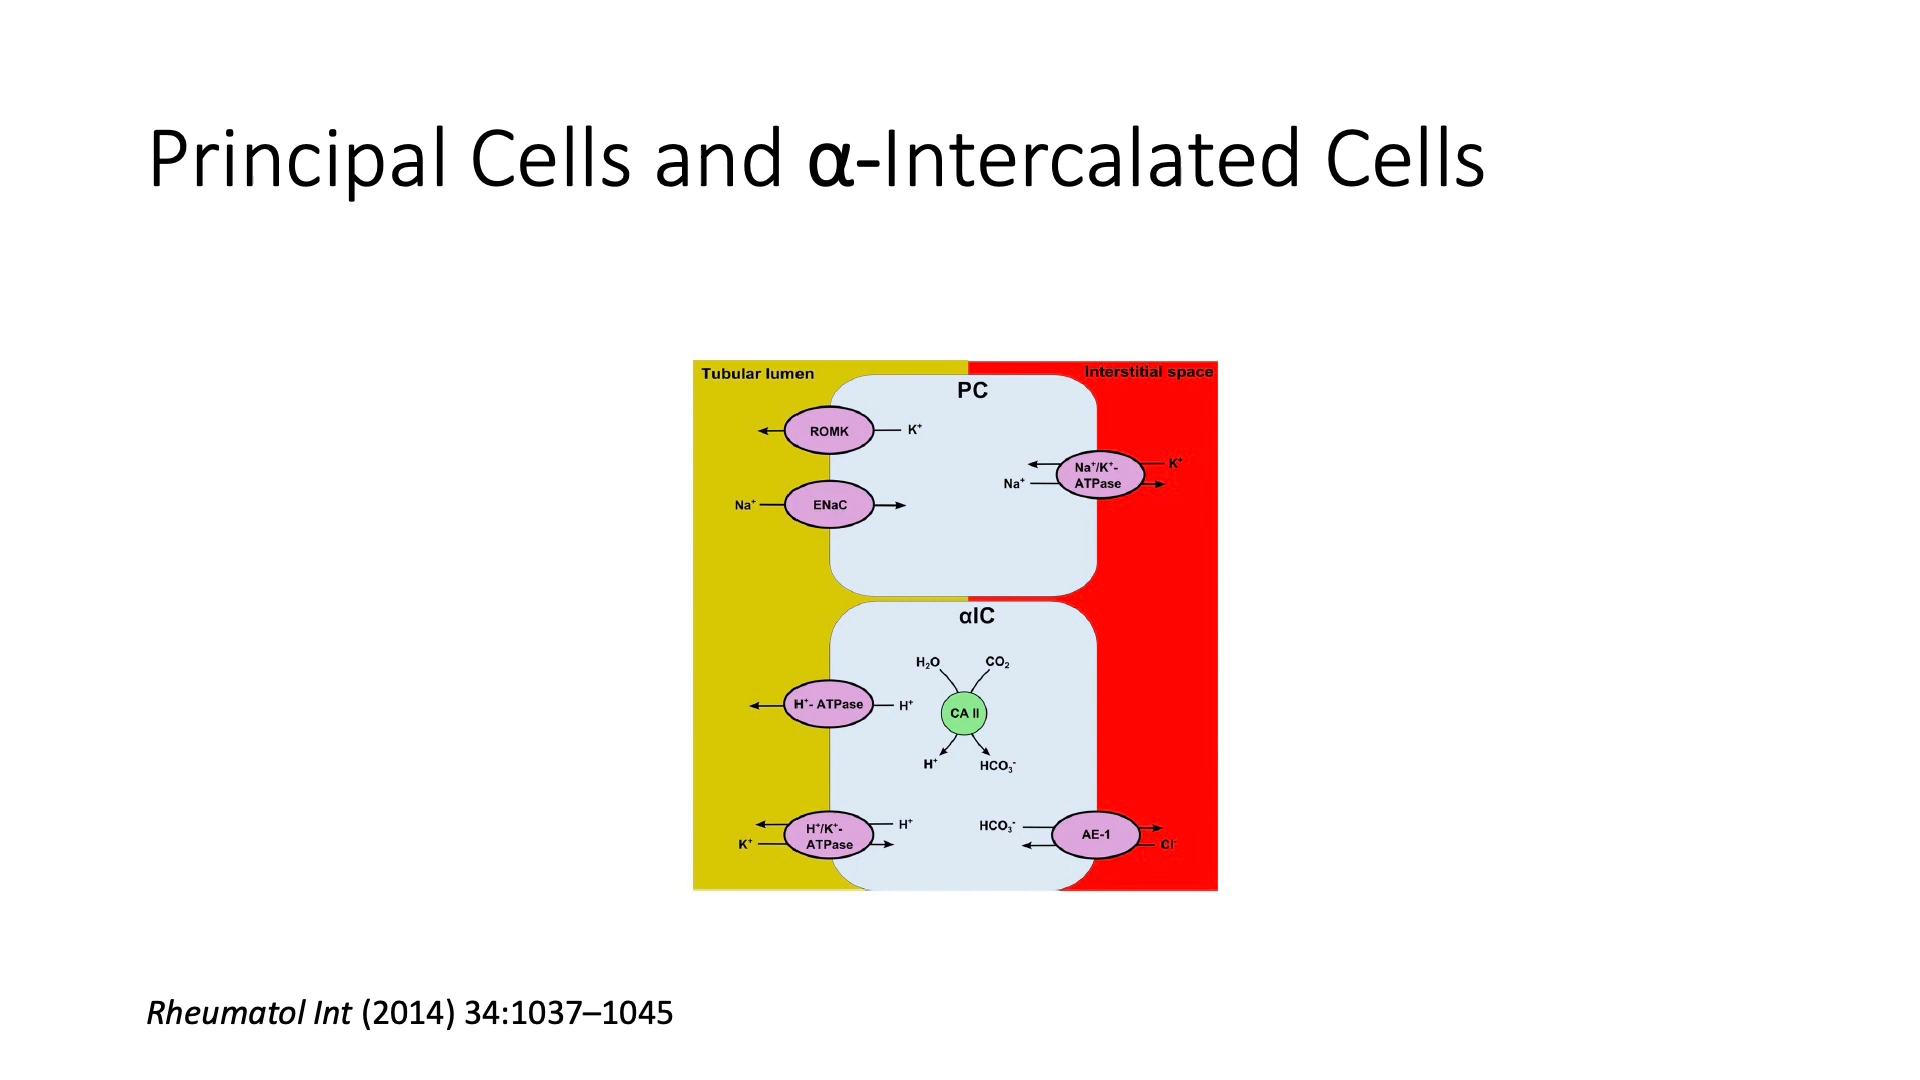 Principal Cells and α-Intercalated Cells
Tubular lumen
Interstitial space
PC
ROMK
K⁺
Na⁺/K⁺-
ATPase
K⁺
Na⁺
Na⁺
ENaC
αIC
H₂O
CO₂
H⁺- ATPase
H⁺
CA II
H⁺
HCO₃⁻
H⁺/K⁺-
ATPase
H⁺
K⁺
HCO₃⁻
AE-1
Cl⁻
Rheumatol Int (2014) 34:1037–1045